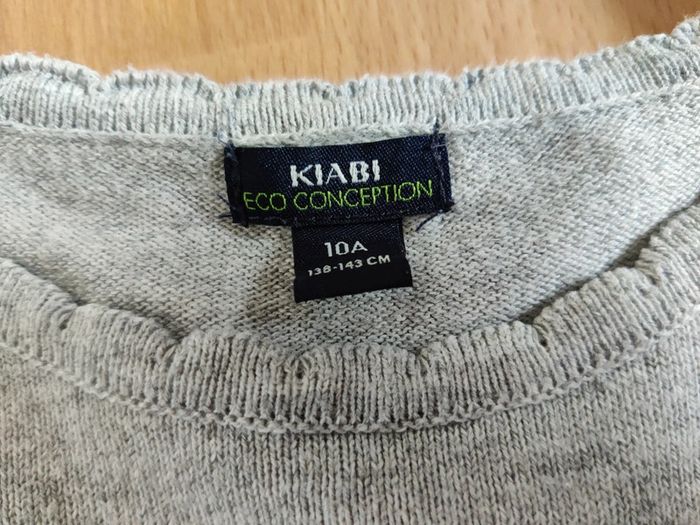 KIABI
ECO CONCEPTION
10A
138-143 CM